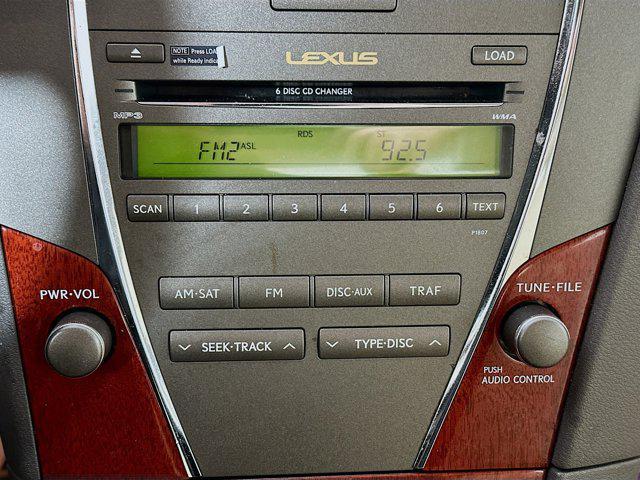 NOTE Press LOA
while Ready Indica
LEXUS
LOAD
6 DISC CD CHANGER
MP3
WMA
RDS ST
FM2 ASL 92.5
SCAN 1 2 3 4 5 6 TEXT
P1807
AM·SAT FM DISC·AUX TRAF
PWR·VOL
TUNE·FILE
SEEK·TRACK
TYPE·DISC
PUSH
AUDIO CONTROL